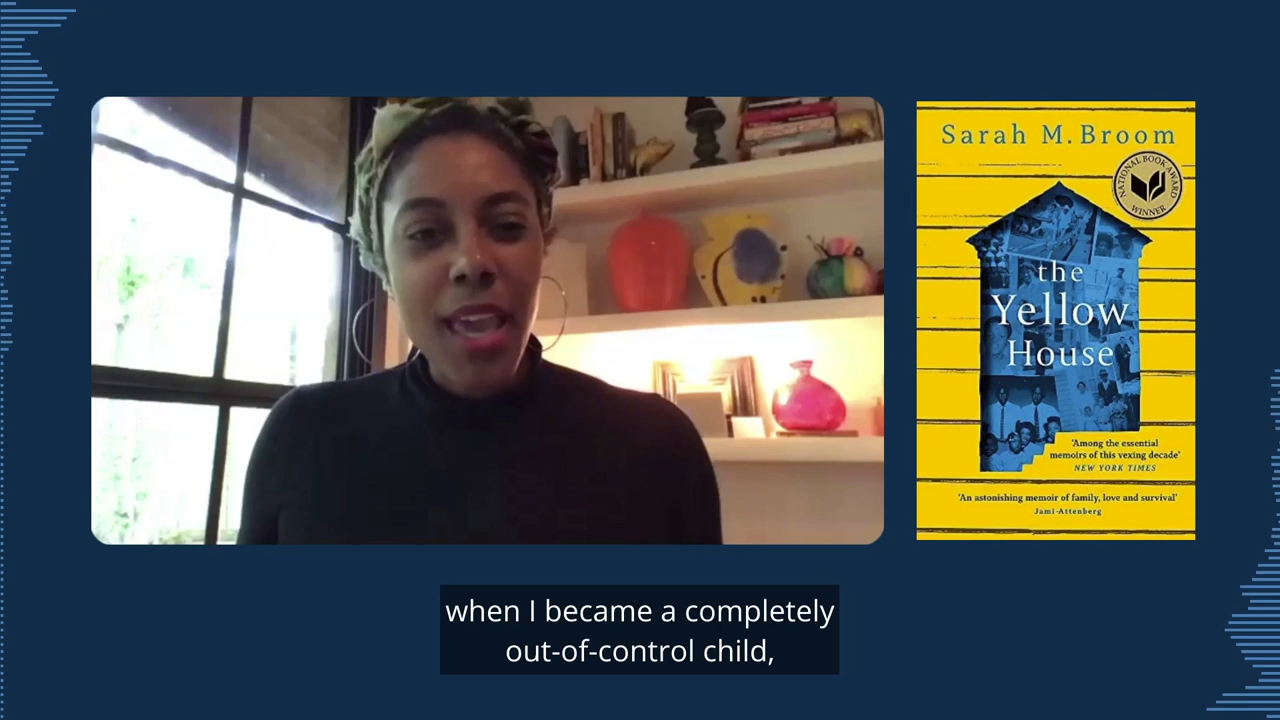 Sarah M. Broom
NATIONAL BOOK AWARD
WINNER
the
Yellow
House
'Among the essential
memoirs of this vexing decade'
NEW YORK TIMES
'An astonishing memoir of family, love and survival'
Jami Attenberg
when I became a completely
out-of-control child,